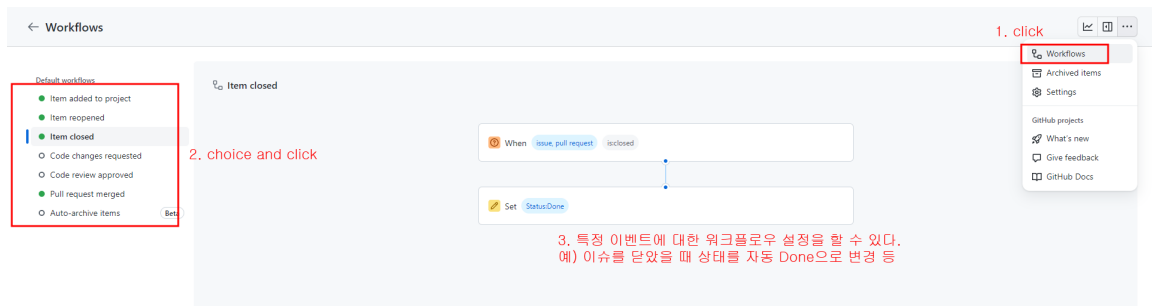 ← Workflows
1. click
Workflows
Archived items
Settings
GitHub projects
What's new
Give feedback
GitHub Docs
Default workflows
Item added to project
Item reopened
Item closed
Code changes requested
Code review approved
Pull request merged
Auto-archive items Beta
2. choice and click
Item closed
When issue, pull request is:closed
Set Status:Done
3. 특정 이벤트에 대한 워크플로우 설정을 할 수 있다.
예) 이슈를 닫았을 때 상태를 자동 Done으로 변경 등